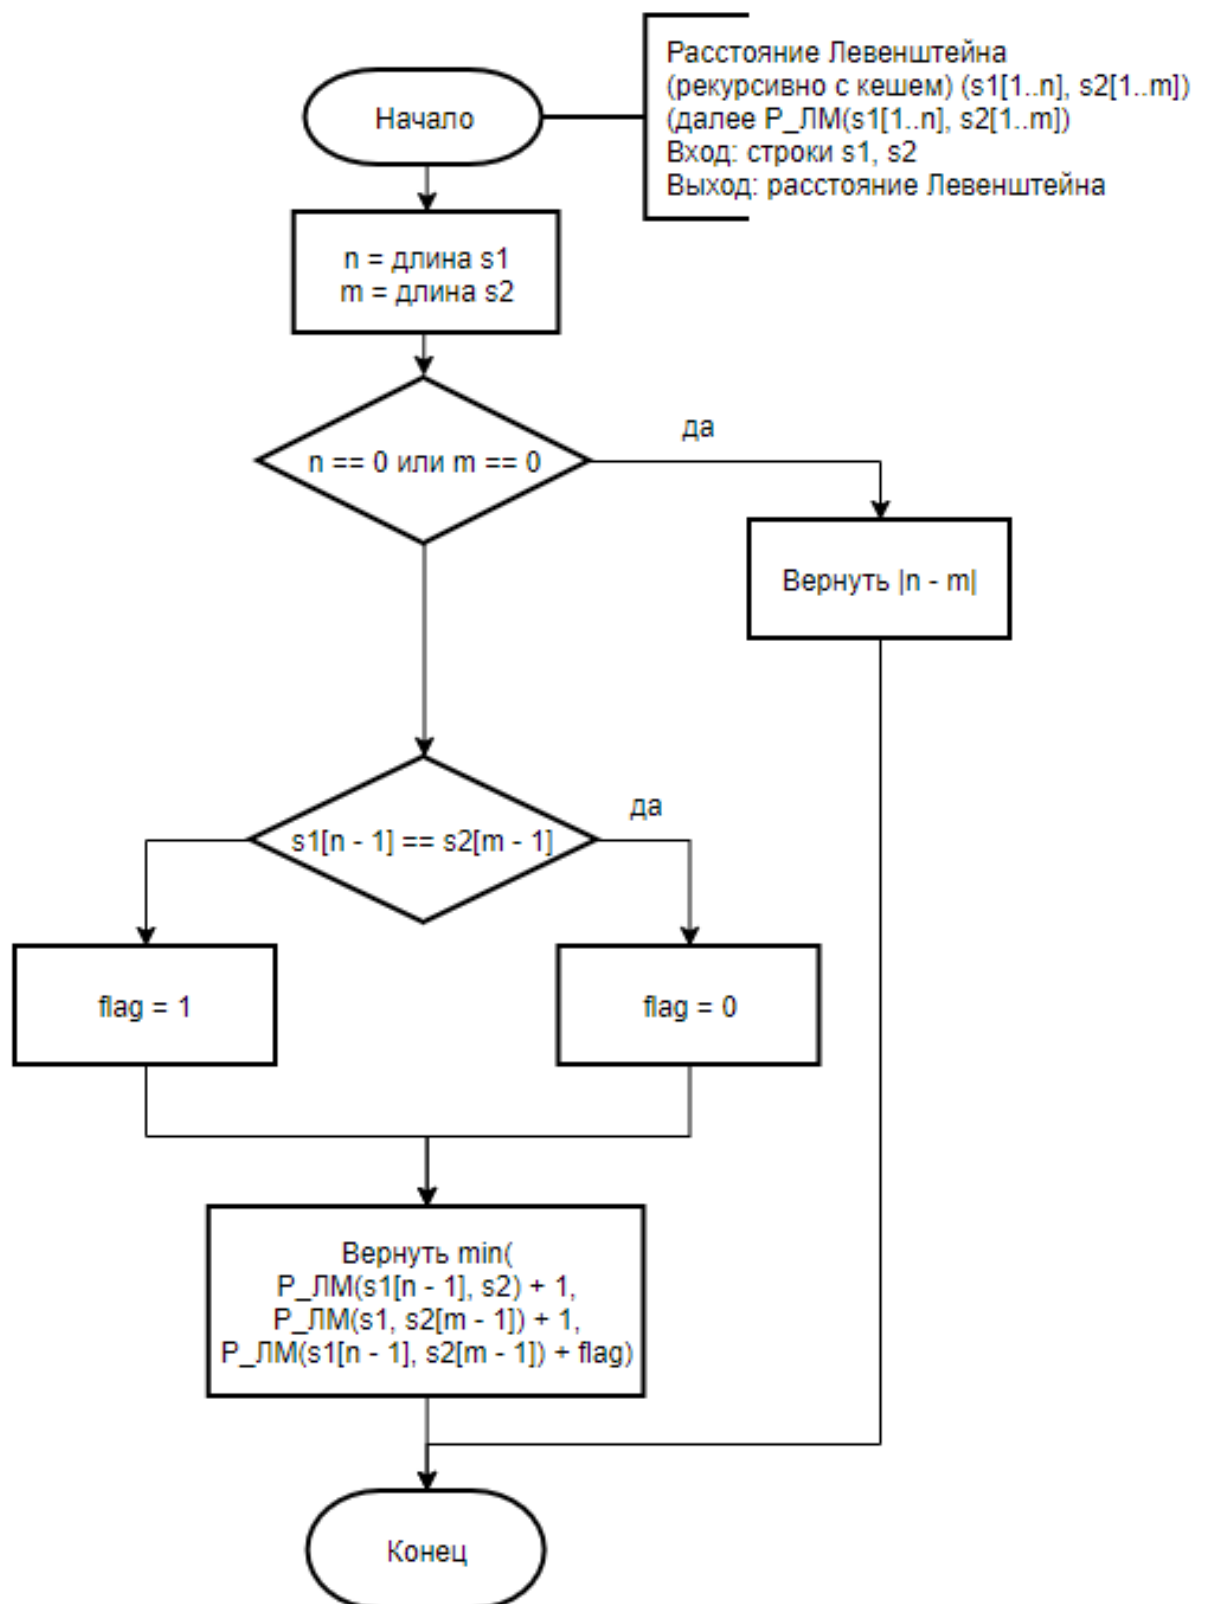 Начало
Расстояние Левенштейна
(рекурсивно с кешем) (s1[1..n], s2[1..m])
(далее Р_ЛМ(s1[1..n], s2[1..m])
Вход: строки s1, s2
Выход: расстояние Левенштейна
n = длина s1
m = длина s2
n == 0 или m == 0
да
Вернуть |n - m|
s1[n - 1] == s2[m - 1]
да
flag = 1
flag = 0
Вернуть min(
Р_ЛМ(s1[n - 1], s2) + 1,
Р_ЛМ(s1, s2[m - 1]) + 1,
Р_ЛМ(s1[n - 1], s2[m - 1]) + flag)
Конец